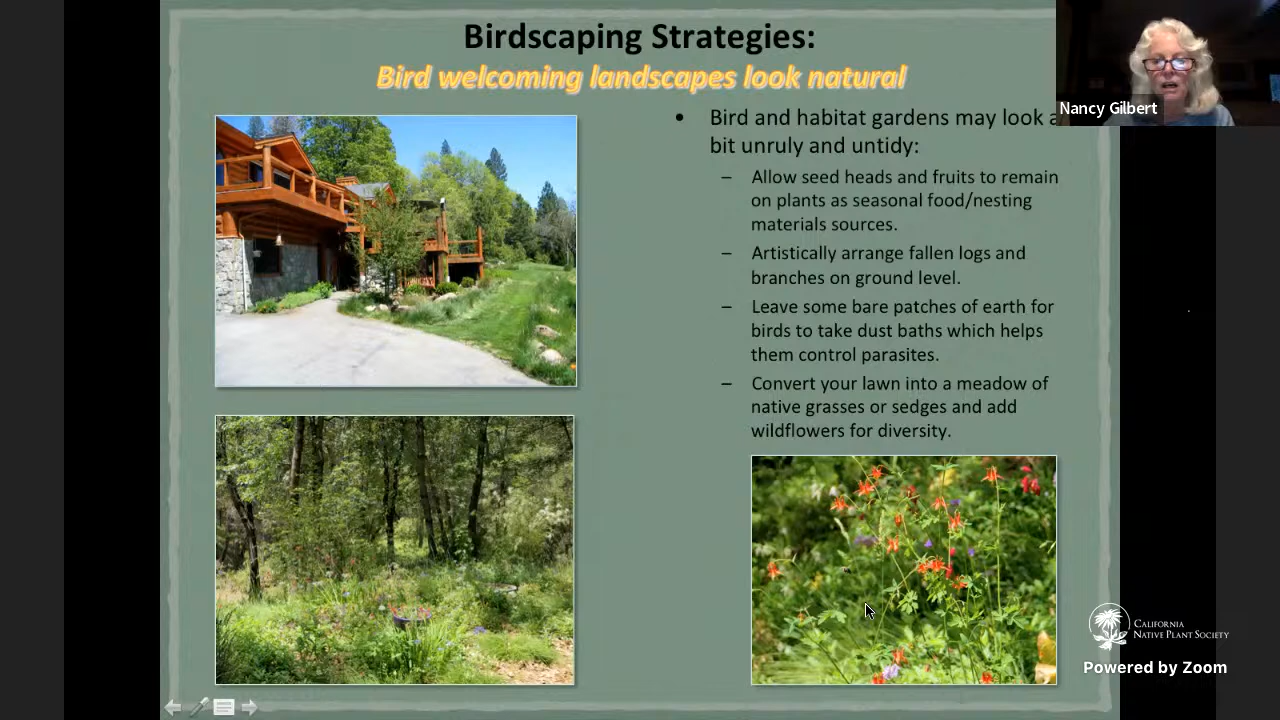 Birdscaping Strategies:
Bird welcoming landscapes look natural
Nancy Gilbert
• Bird and habitat gardens may look a
bit unruly and untidy:
– Allow seed heads and fruits to remain
on plants as seasonal food/nesting
materials sources.
– Artistically arrange fallen logs and
branches on ground level.
– Leave some bare patches of earth for
birds to take dust baths which helps
them control parasites.
– Convert your lawn into a meadow of
native grasses or sedges and add
wildflowers for diversity.
CALIFORNIA
NATIVE PLANT SOCIETY
Powered by Zoom